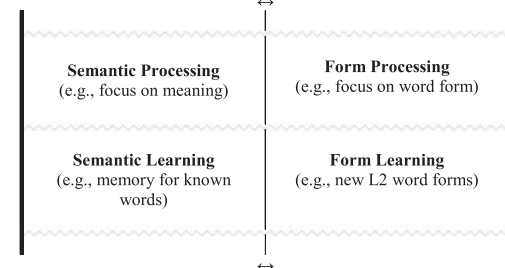 ↔
Semantic Processing
(e.g., focus on meaning)
Form Processing
(e.g., focus on word form)
Semantic Learning
(e.g., memory for known
words)
Form Learning
(e.g., new L2 word forms)
↔